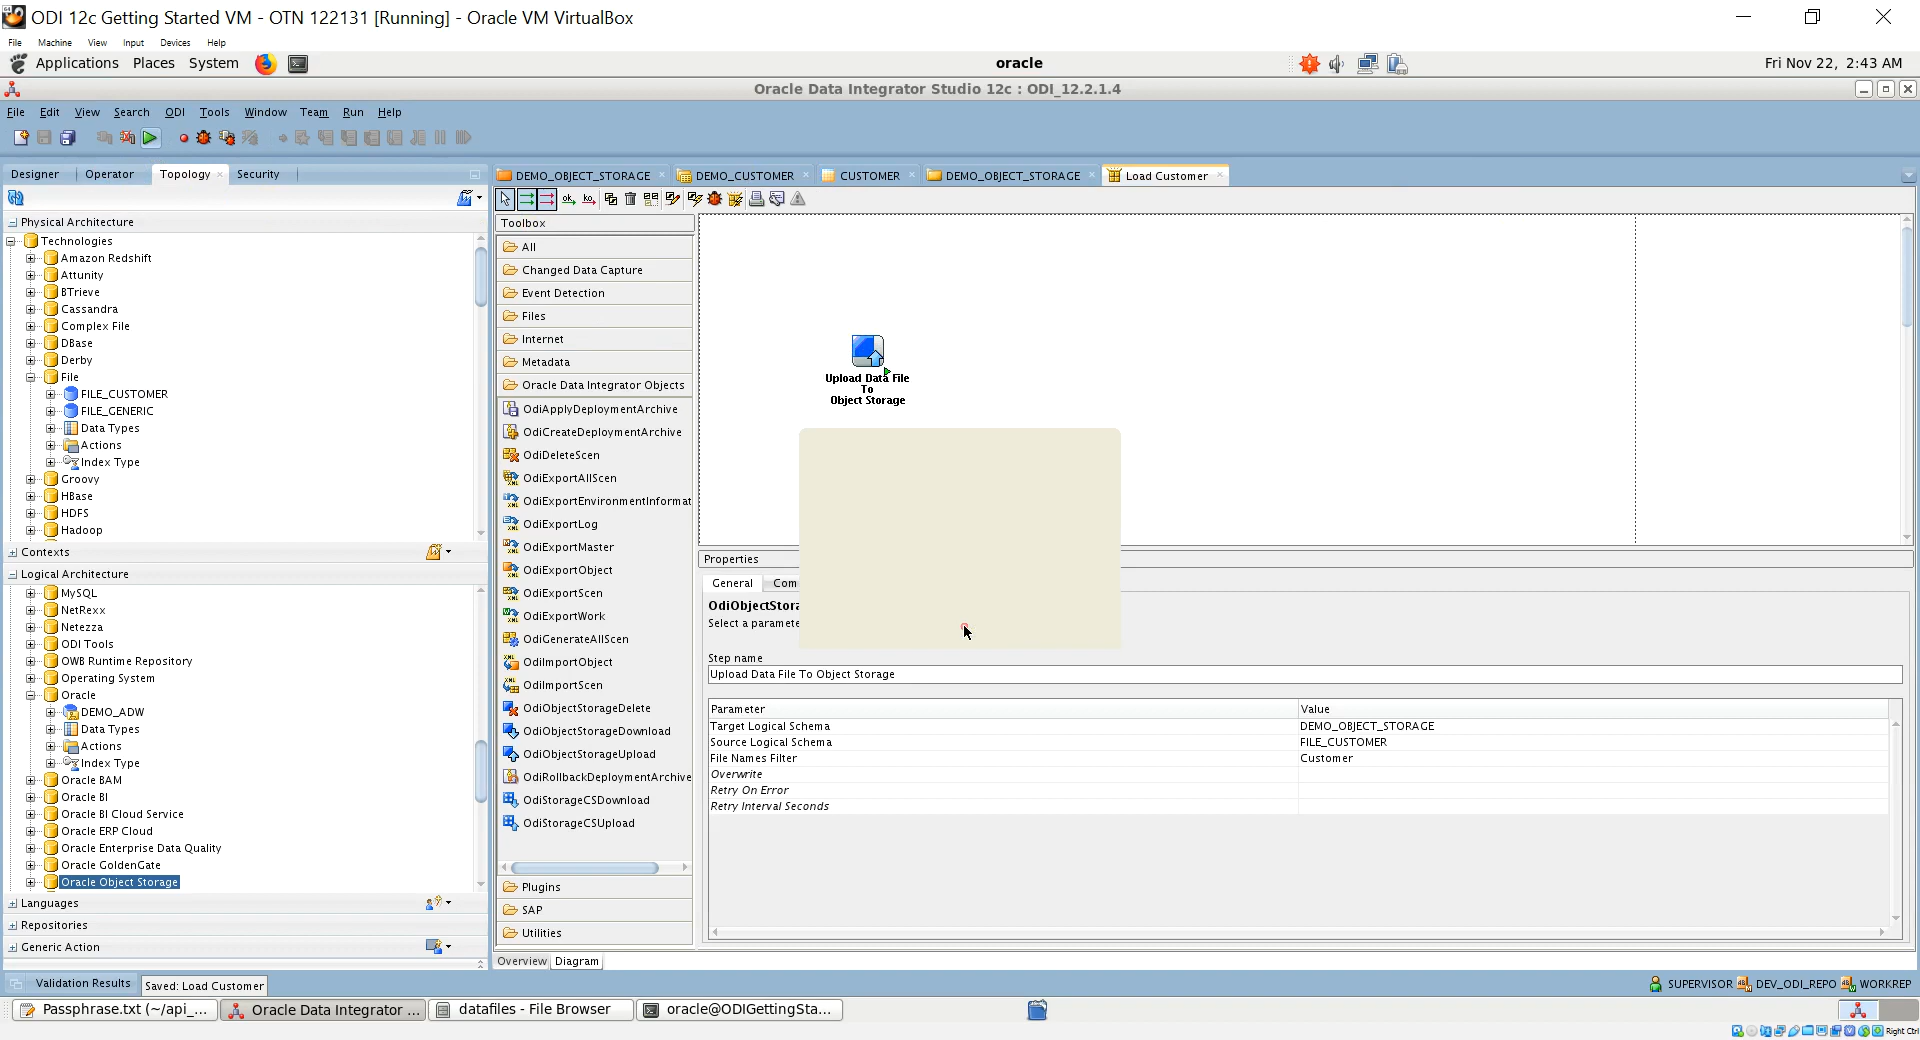 ODI 12c Getting Started VM - OTN 122131 [Running] - Oracle VM VirtualBox
File Machine View Input Devices Help
Applications Places System
oracle
Fri Nov 22, 2:43 AM
Oracle Data Integrator Studio 12c : ODI_12.2.1.4
File Edit View Search ODI Tools Window Team Run Help
Designer Operator Topology Security
DEMO_OBJECT_STORAGE DEMO_CUSTOMER CUSTOMER DEMO_OBJECT_STORAGE Load Customer
Physical Architecture
Technologies
Amazon Redshift
Attunity
BTrieve
Cassandra
Complex File
DBase
Derby
File
FILE_CUSTOMER
FILE_GENERIC
Data Types
Actions
Index Type
Groovy
HBase
HDFS
Hadoop
Contexts
Logical Architecture
MySQL
NetRexx
Netezza
ODI Tools
OWB Runtime Repository
Operating System
Oracle
DEMO_ADW
Data Types
Actions
Index Type
Oracle BAM
Oracle BI
Oracle BI Cloud Service
Oracle ERP Cloud
Oracle Enterprise Data Quality
Oracle GoldenGate
Oracle Object Storage
Languages
Repositories
Generic Action
ok ko
Toolbox
All
Changed Data Capture
Event Detection
Files
Internet
Metadata
Oracle Data Integrator Objects
OdiApplyDeploymentArchive
OdiCreateDeploymentArchive
OdiDeleteScen
OdiExportAllScen
OdiExportEnvironmentInformat
OdiExportLog
OdiExportMaster
OdiExportObject
OdiExportScen
OdiExportWork
OdiGenerateAllScen
OdiImportObject
OdiImportScen
OdiObjectStorageDelete
OdiObjectStorageDownload
OdiObjectStorageUpload
OdiRollbackDeploymentArchive
OdiStorageCSDownload
OdiStorageCSUpload
Plugins
SAP
Utilities
Upload Data File
To
Object Storage
Properties
General Com
OdiObjectStora
Select a paramete
Step name
Upload Data File To Object Storage
Parameter Value
Target Logical Schema DEMO_OBJECT_STORAGE
Source Logical Schema FILE_CUSTOMER
File Names Filter Customer
Overwrite
Retry On Error
Retry Interval Seconds
Overview Diagram
Validation Results Saved: Load Customer
SUPERVISOR DEV_ODI_REPO WORKREP
Passphrase.txt (~/api_... Oracle Data Integrator ... datafiles - File Browser oracle@ODIGettingSta...
Right Ctrl